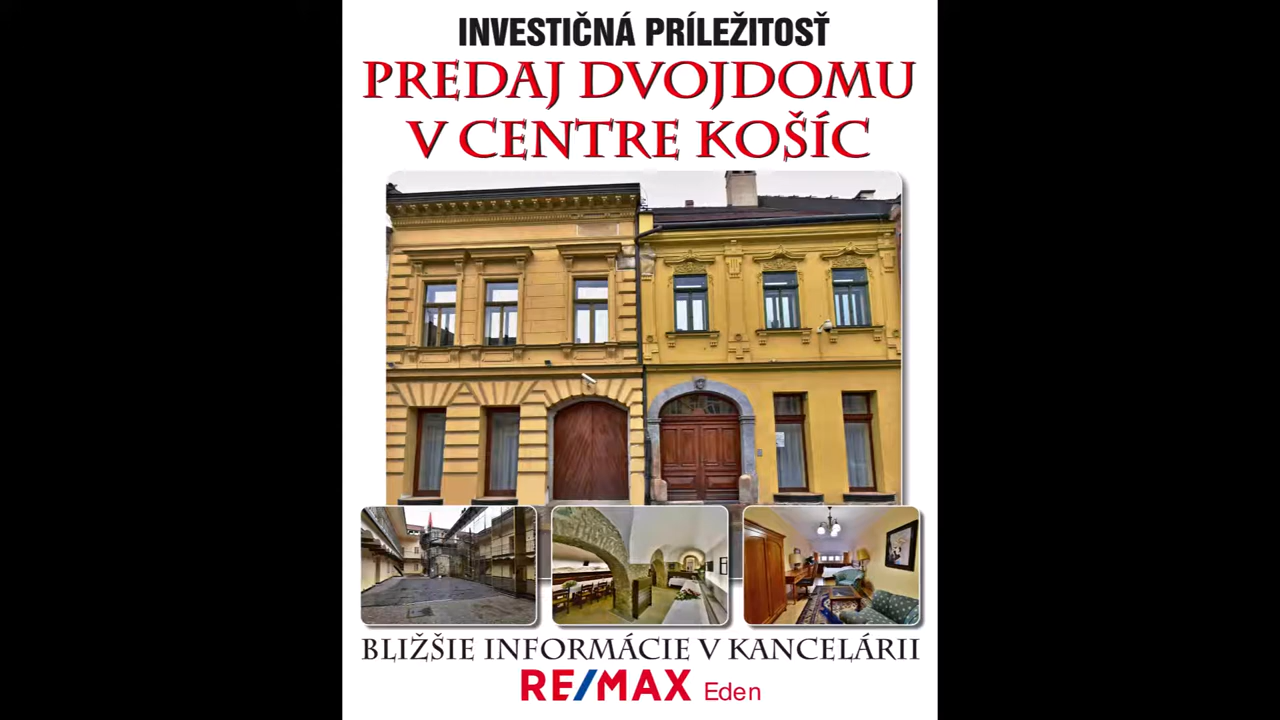 INVESTIČNÁ PRÍLEŽITOSŤ
PREDAJ DVOJDOMU
V CENTRE KOŠÍC
BLIŽŠIE INFORMÁCIE V KANCELÁRII
RE/MAX Eden